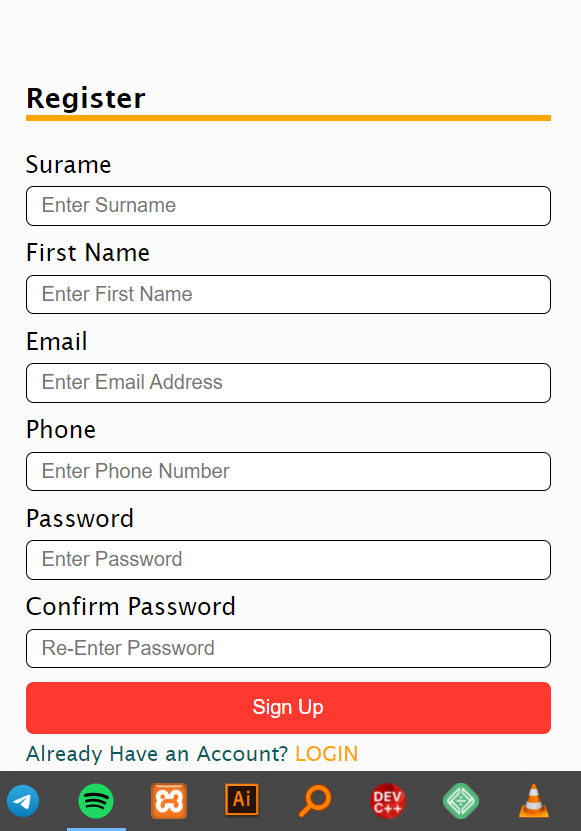 Register
Surame
Enter Surname
First Name
Enter First Name
Email
Enter Email Address
Phone
Enter Phone Number
Password
Enter Password
Confirm Password
Re-Enter Password
Sign Up
Already Have an Account? LOGIN
Ai
DEV
C++